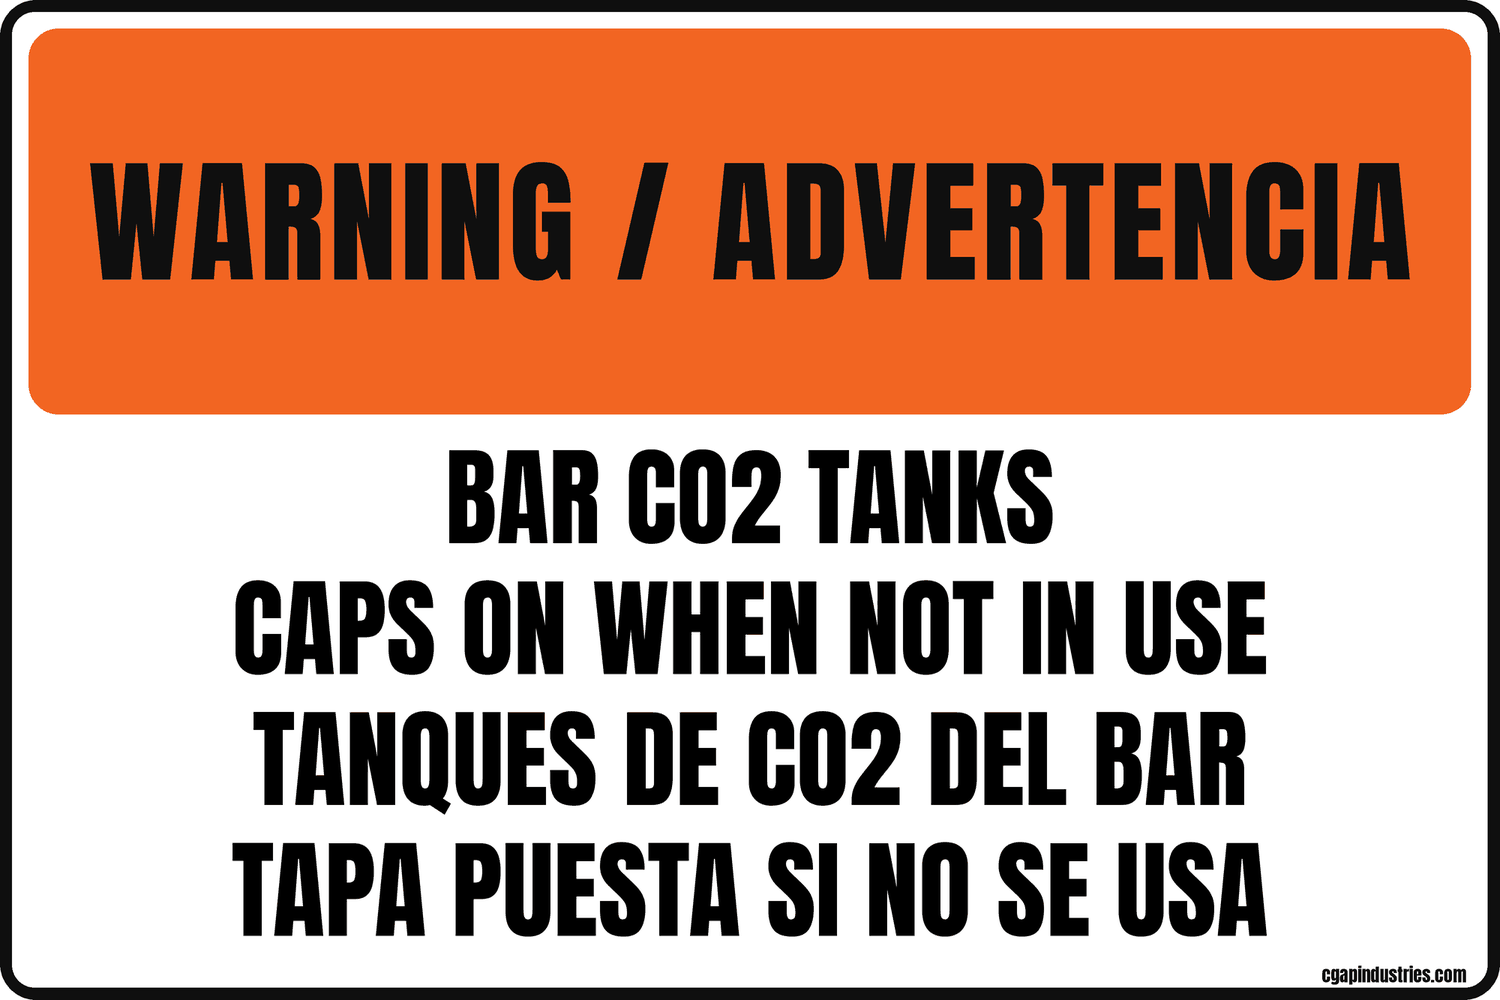 WARNING / ADVERTENCIA
BAR CO2 TANKS
CAPS ON WHEN NOT IN USE
TANQUES DE CO2 DEL BAR
TAPA PUESTA SI NO SE USA
cgapindustries.com